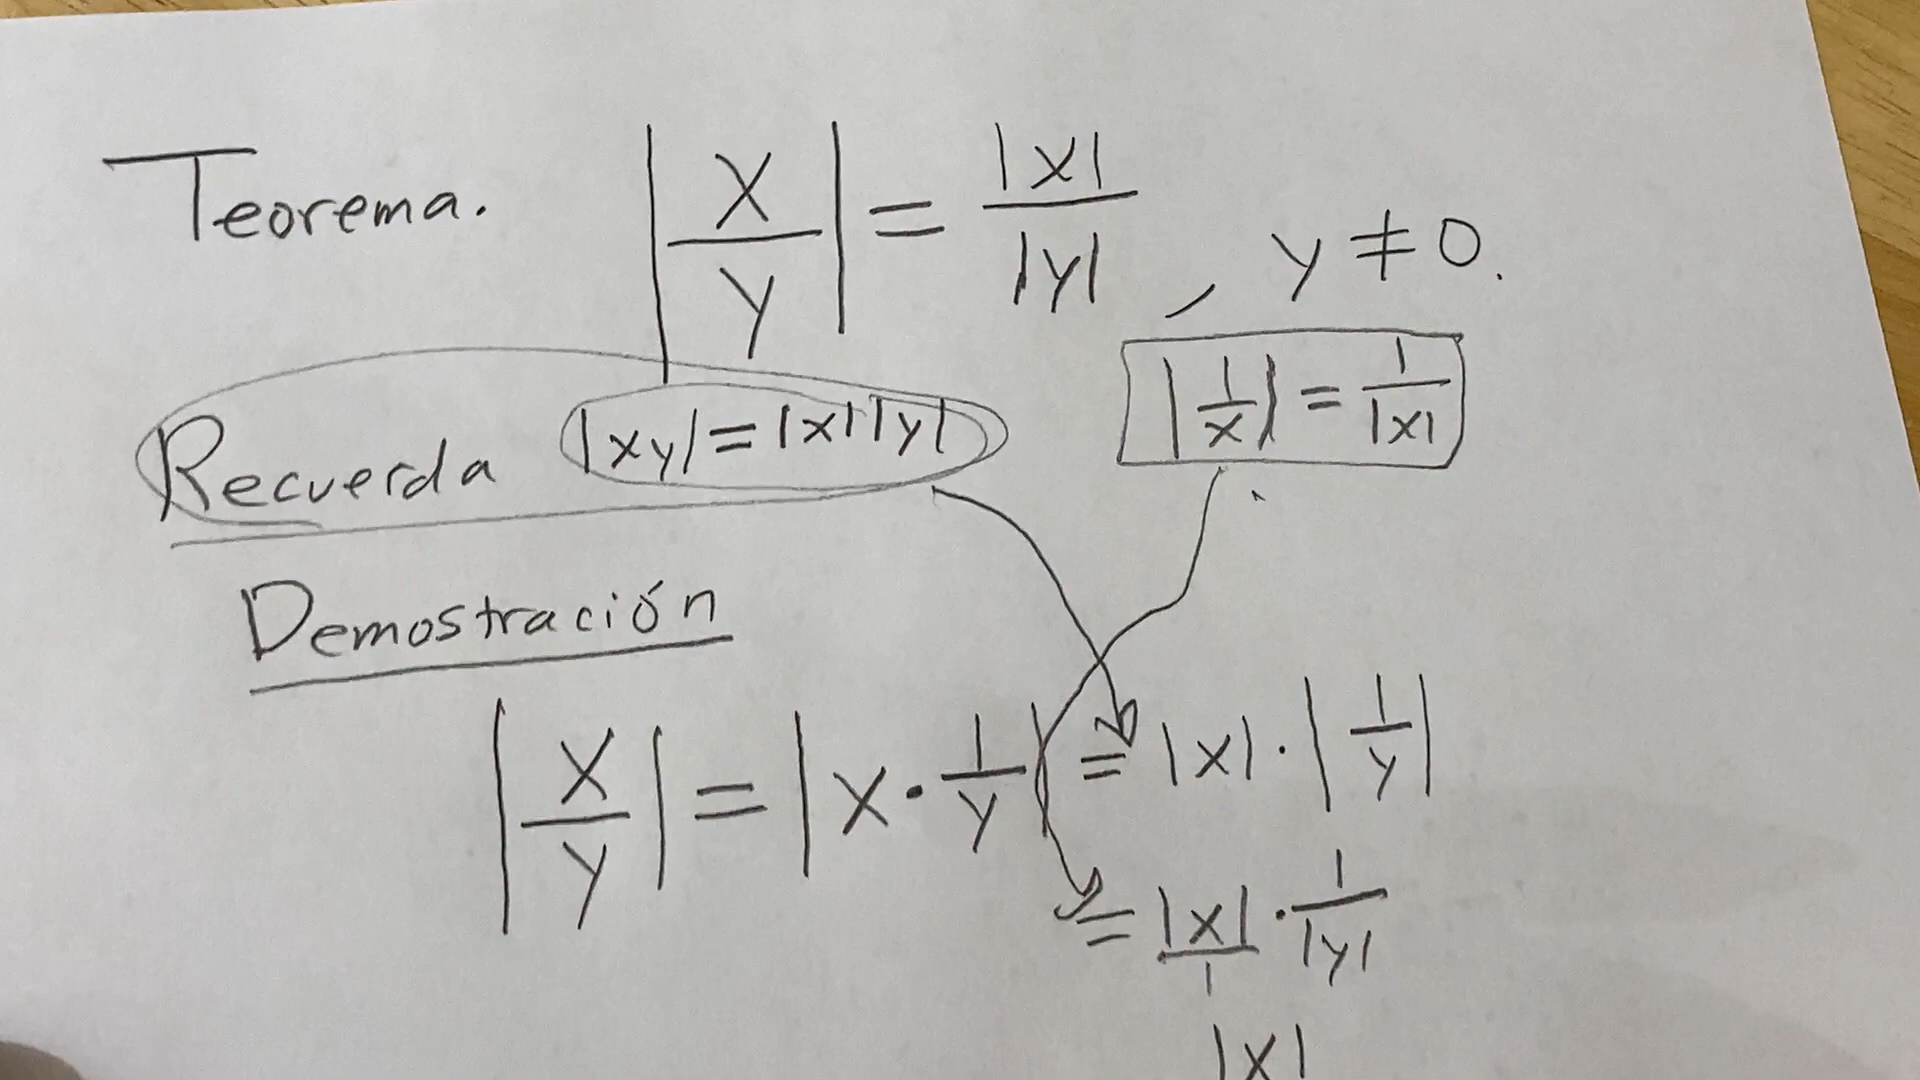 Teorema. |x/y| = |x|/|y| , y ≠ 0.
Recuerda |xy| = |x||y| |1/x| = 1/|x|
Demostración
|x/y| = |x · 1/y| = |x| · |1/y|
= |x|/1 · 1/|y|
|x|